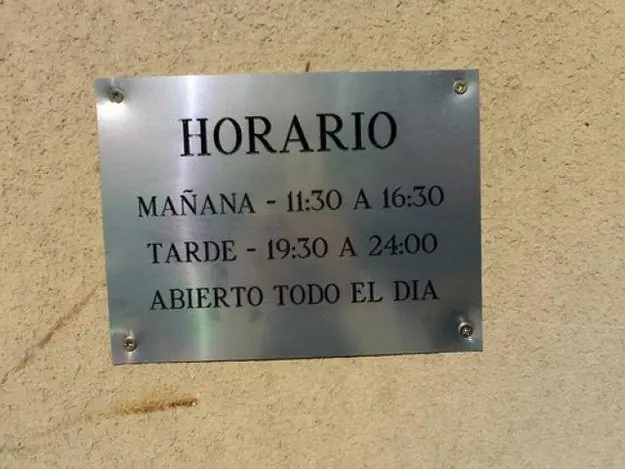 HORARIO
MAÑANA - 11:30 A 16:30
TARDE - 19:30 A 24:00
ABIERTO TODO EL DIA